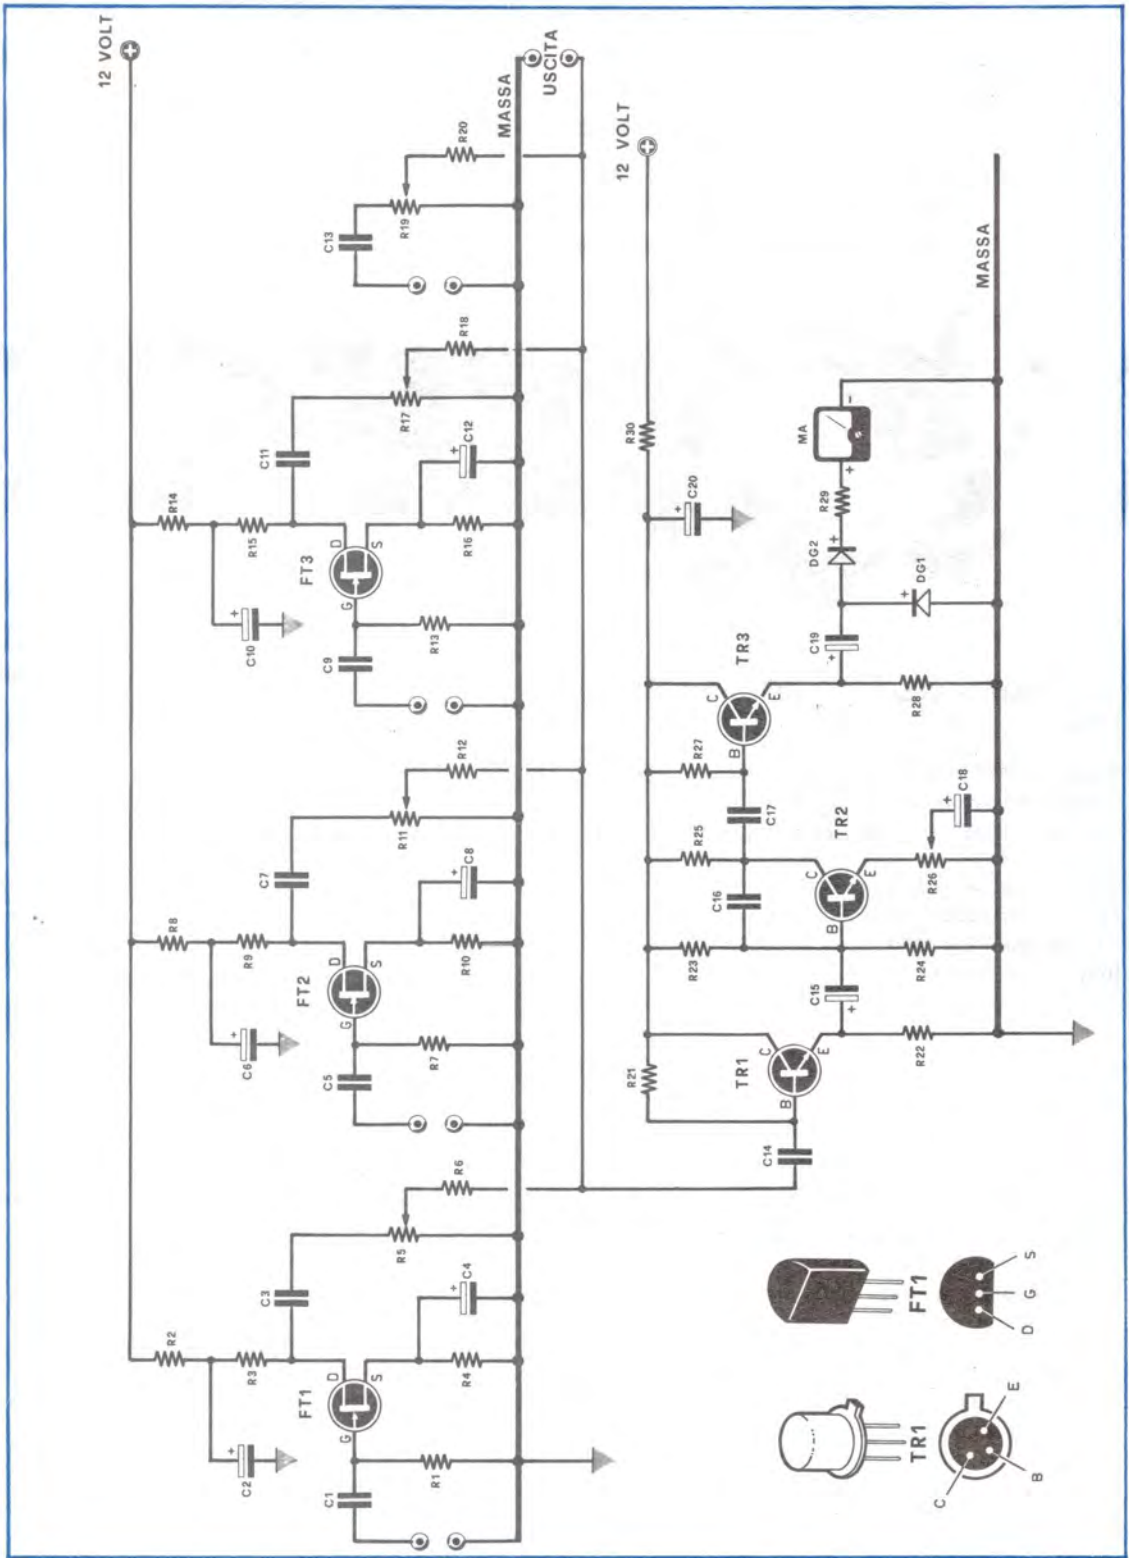 12 VOLT
R2
R3
C2
FT1
D
S
G
C1
R1
R4
C3
C4
R5
R6
R8
R9
C6
FT2
D
S
G
C5
R7
R10
C7
C8
R11
R12
R14
R15
C10
FT3
D
S
G
C9
R13
R16
C11
C12
R17
R18
C13
R19
R20
MASSA
USCITA
12 VOLT
R30
C20
C14
R21
TR1
B
C
E
R22
C15
R23
R24
C16
R25
TR2
B
C
E
R26
C18
C17
R27
TR3
B
C
E
R28
C19
DG1
DG2
R29
MA
MASSA
TR1
C
B
E
FT1
D
G
S